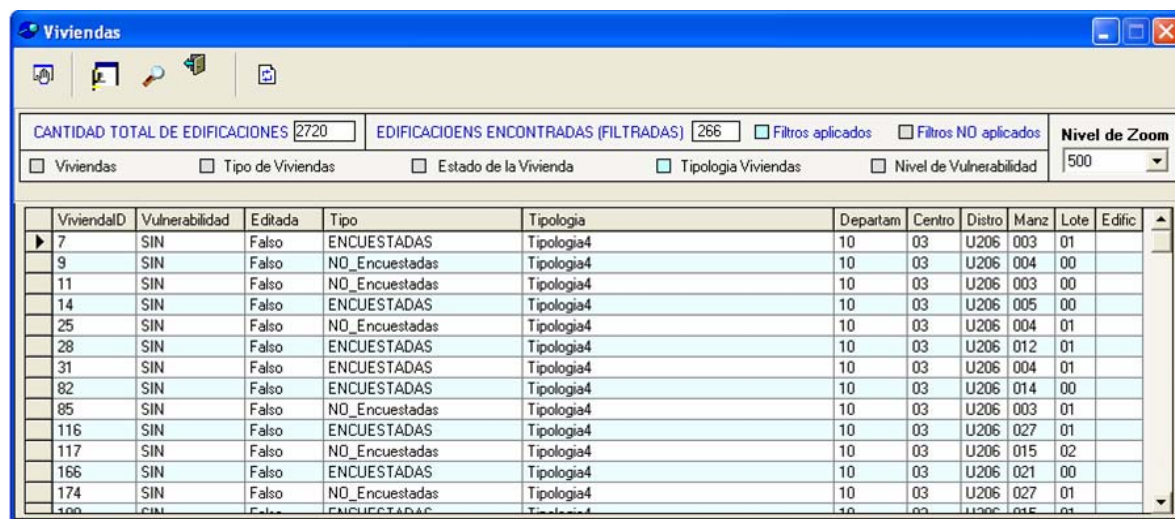 Viviendas
CANTIDAD TOTAL DE EDIFICACIONES 2720 EDIFICACIOENS ENCONTRADAS (FILTRADAS) 266 Filtros aplicados Filtros NO aplicados Nivel de Zoom
Viviendas Tipo de Viviendas Estado de la Vivienda Tipologia Viviendas Nivel de Vulnerabilidad 500
ViviendaID Vulnerabilidad Editada Tipo Tipologia Departam Centro Distro Manz Lote Edific
7 SIN Falso ENCUESTADAS Tipologia4 10 03 U206 003 01
9 SIN Falso NO_Encuestadas Tipologia4 10 03 U206 004 00
11 SIN Falso NO_Encuestadas Tipologia4 10 03 U206 003 00
14 SIN Falso ENCUESTADAS Tipologia4 10 03 U206 005 00
25 SIN Falso NO_Encuestadas Tipologia4 10 03 U206 004 01
28 SIN Falso ENCUESTADAS Tipologia4 10 03 U206 012 01
31 SIN Falso ENCUESTADAS Tipologia4 10 03 U206 004 01
82 SIN Falso ENCUESTADAS Tipologia4 10 03 U206 014 00
85 SIN Falso NO_Encuestadas Tipologia4 10 03 U206 003 01
116 SIN Falso ENCUESTADAS Tipologia4 10 03 U206 027 01
117 SIN Falso NO_Encuestadas Tipologia4 10 03 U206 015 02
166 SIN Falso ENCUESTADAS Tipologia4 10 03 U206 021 00
174 SIN Falso NO_Encuestadas Tipologia4 10 03 U206 027 01